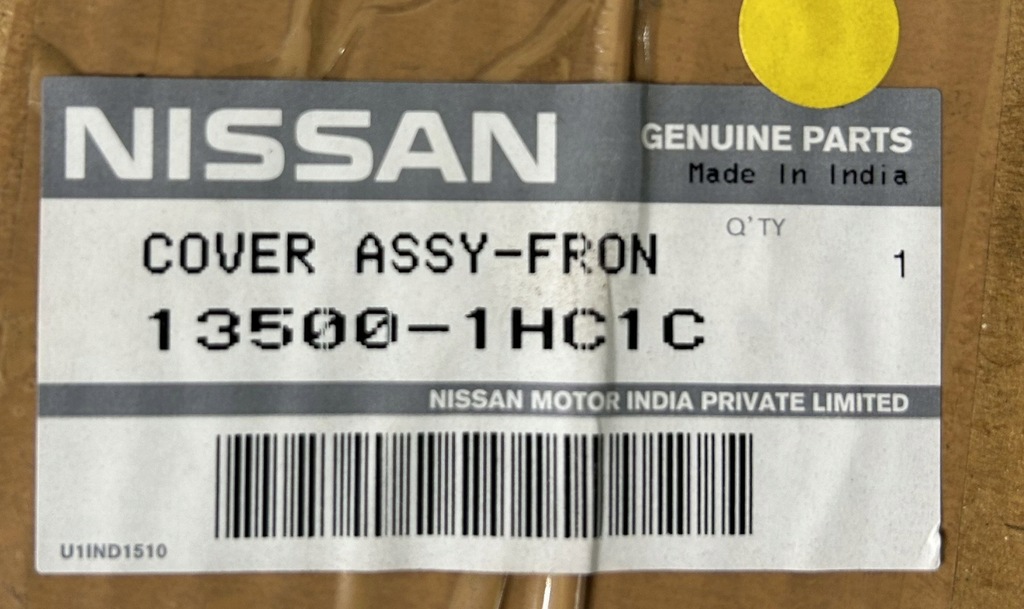 NISSAN
GENUINE PARTS
Made In India
COVER ASSY-FRON
Q'TY
1
13500-1HC1C
NISSAN MOTOR INDIA PRIVATE LIMITED
U1IND1510